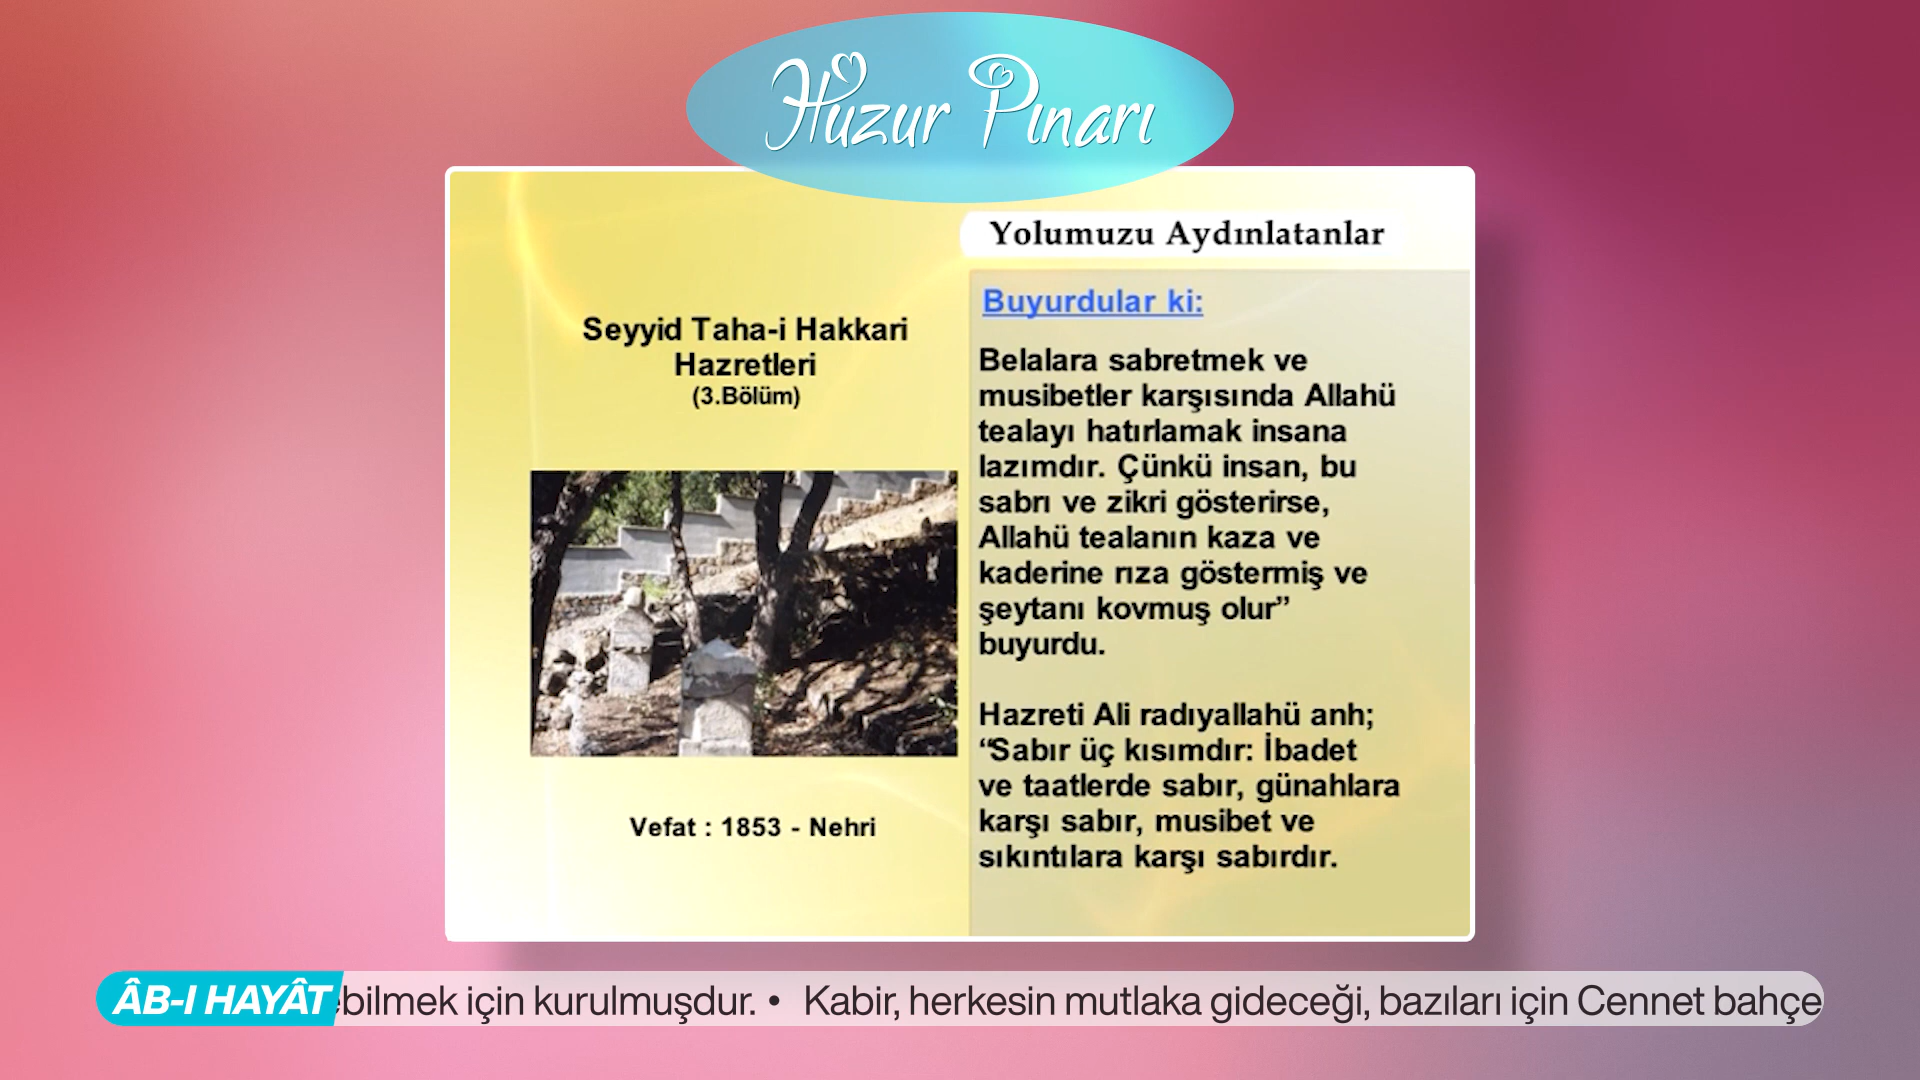 Huzur Pınarı
Yolumuzu Aydınlatanlar
Seyyid Taha-i Hakkari
Hazretleri
(3.Bölüm)
Vefat : 1853 - Nehri
Buyurdular ki:
Belalara sabretmek ve
musibetler karşısında Allahü
tealayı hatırlamak insana
lazımdır. Çünkü insan, bu
sabrı ve zikri gösterirse,
Allahü tealanın kaza ve
kaderine rıza göstermiş ve
şeytanı kovmuş olur”
buyurdu.
Hazreti Ali radıyallahü anh;
“Sabır üç kısımdır: İbadet
ve taatlerde sabır, günahlara
karşı sabır, musibet ve
sıkıntılara karşı sabırdır.
ÂB-I HAYÂT ebilmek için kurulmuşdur. • Kabir, herkesin mutlaka gideceği, bazıları için Cennet bahçe